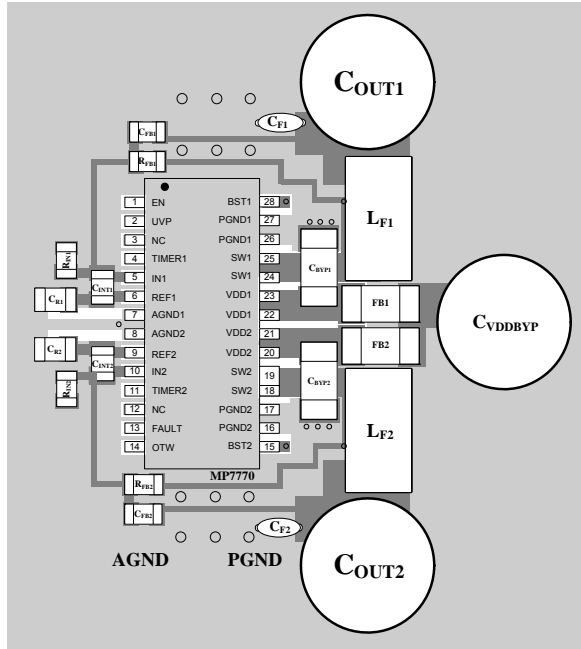 COUT1
CF1
CFB1
RFB1
LF1
1 EN BST1 28
2 UVP PGND1 27
3 NC PGND1 26
4 TIMER1 SW1 25
5 IN1 SW1 24
6 REF1 VDD1 23
7 AGND1 VDD1 22
8 AGND2 VDD2 21
9 REF2 VDD2 20
10 IN2 SW2 19
11 TIMER2 SW2 18
12 NC PGND2 17
13 FAULT PGND2 16
14 OTW BST2 15
MP7770
RIN1
CINT1
CR1
CR2
CINT2
RIN2
CBYP1
FB1
CVDDBYP
FB2
CBYP2
LF2
RFB2
CFB2
CF2
AGND PGND
COUT2